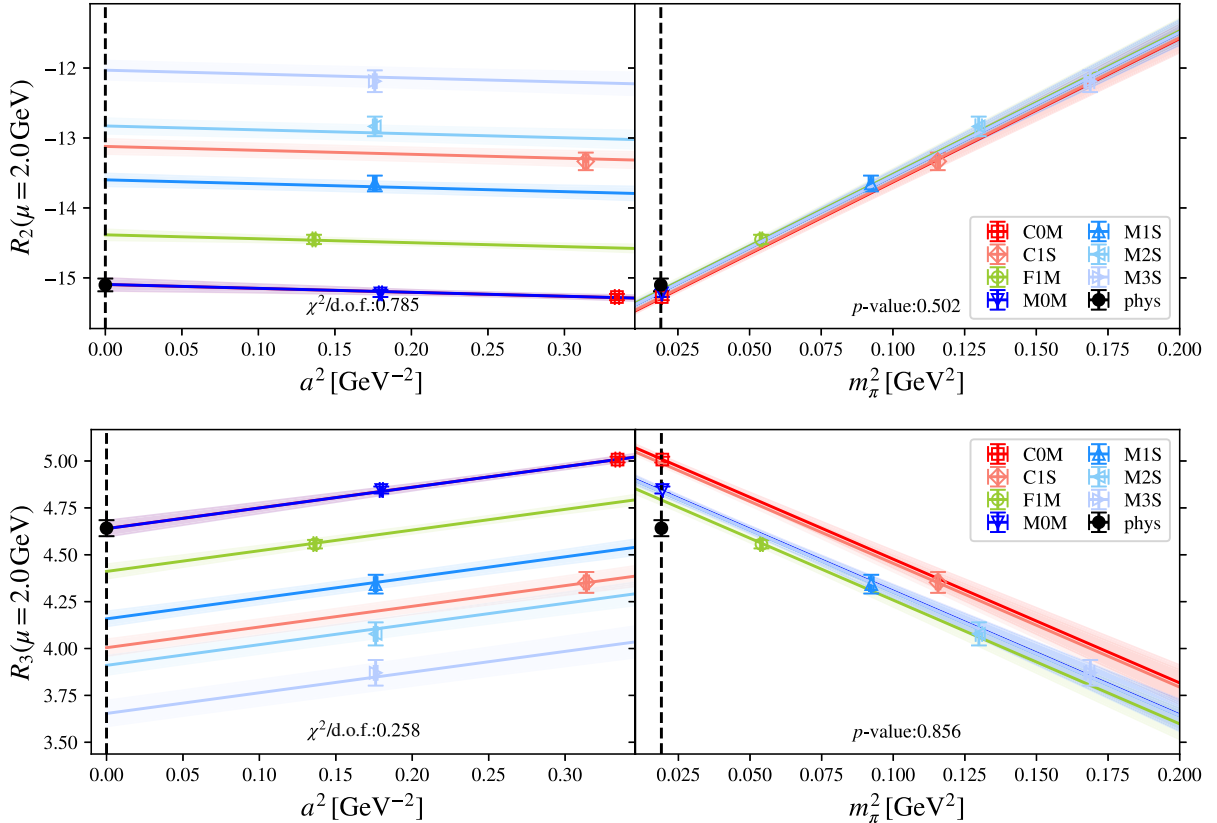 R₂(μ = 2.0 GeV)
−12
−13
−14
−15
χ²/d.o.f.:0.785
0.00 0.05 0.10 0.15 0.20 0.25 0.30
a² [GeV⁻²]
C0M M1S
C1S M2S
F1M M3S
M0M phys
p-value:0.502
0.025 0.050 0.075 0.100 0.125 0.150 0.175 0.200
m_π² [GeV²]
R₃(μ = 2.0 GeV)
5.00
4.75
4.50
4.25
4.00
3.75
3.50
χ²/d.o.f.:0.258
0.00 0.05 0.10 0.15 0.20 0.25 0.30
a² [GeV⁻²]
C0M M1S
C1S M2S
F1M M3S
M0M phys
p-value:0.856
0.025 0.050 0.075 0.100 0.125 0.150 0.175 0.200
m_π² [GeV²]